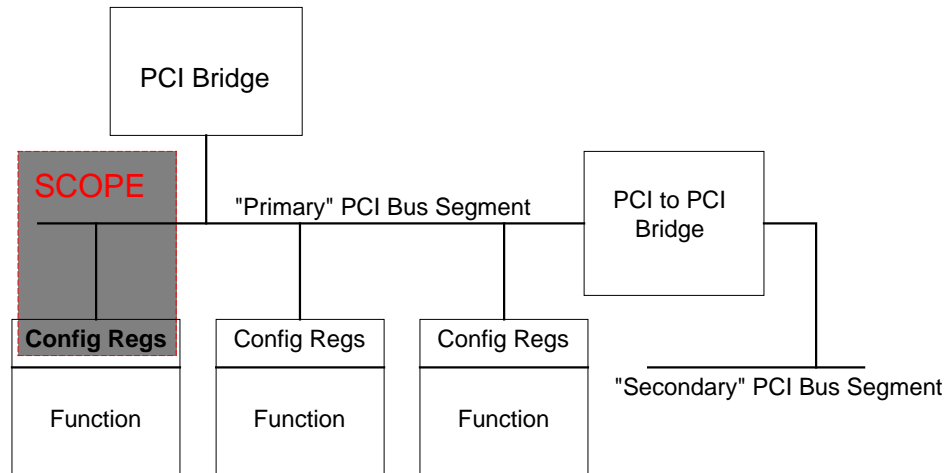 PCI Bridge
SCOPE
"Primary" PCI Bus Segment
PCI to PCI
Bridge
Config Regs
Config Regs
Config Regs
"Secondary" PCI Bus Segment
Function
Function
Function